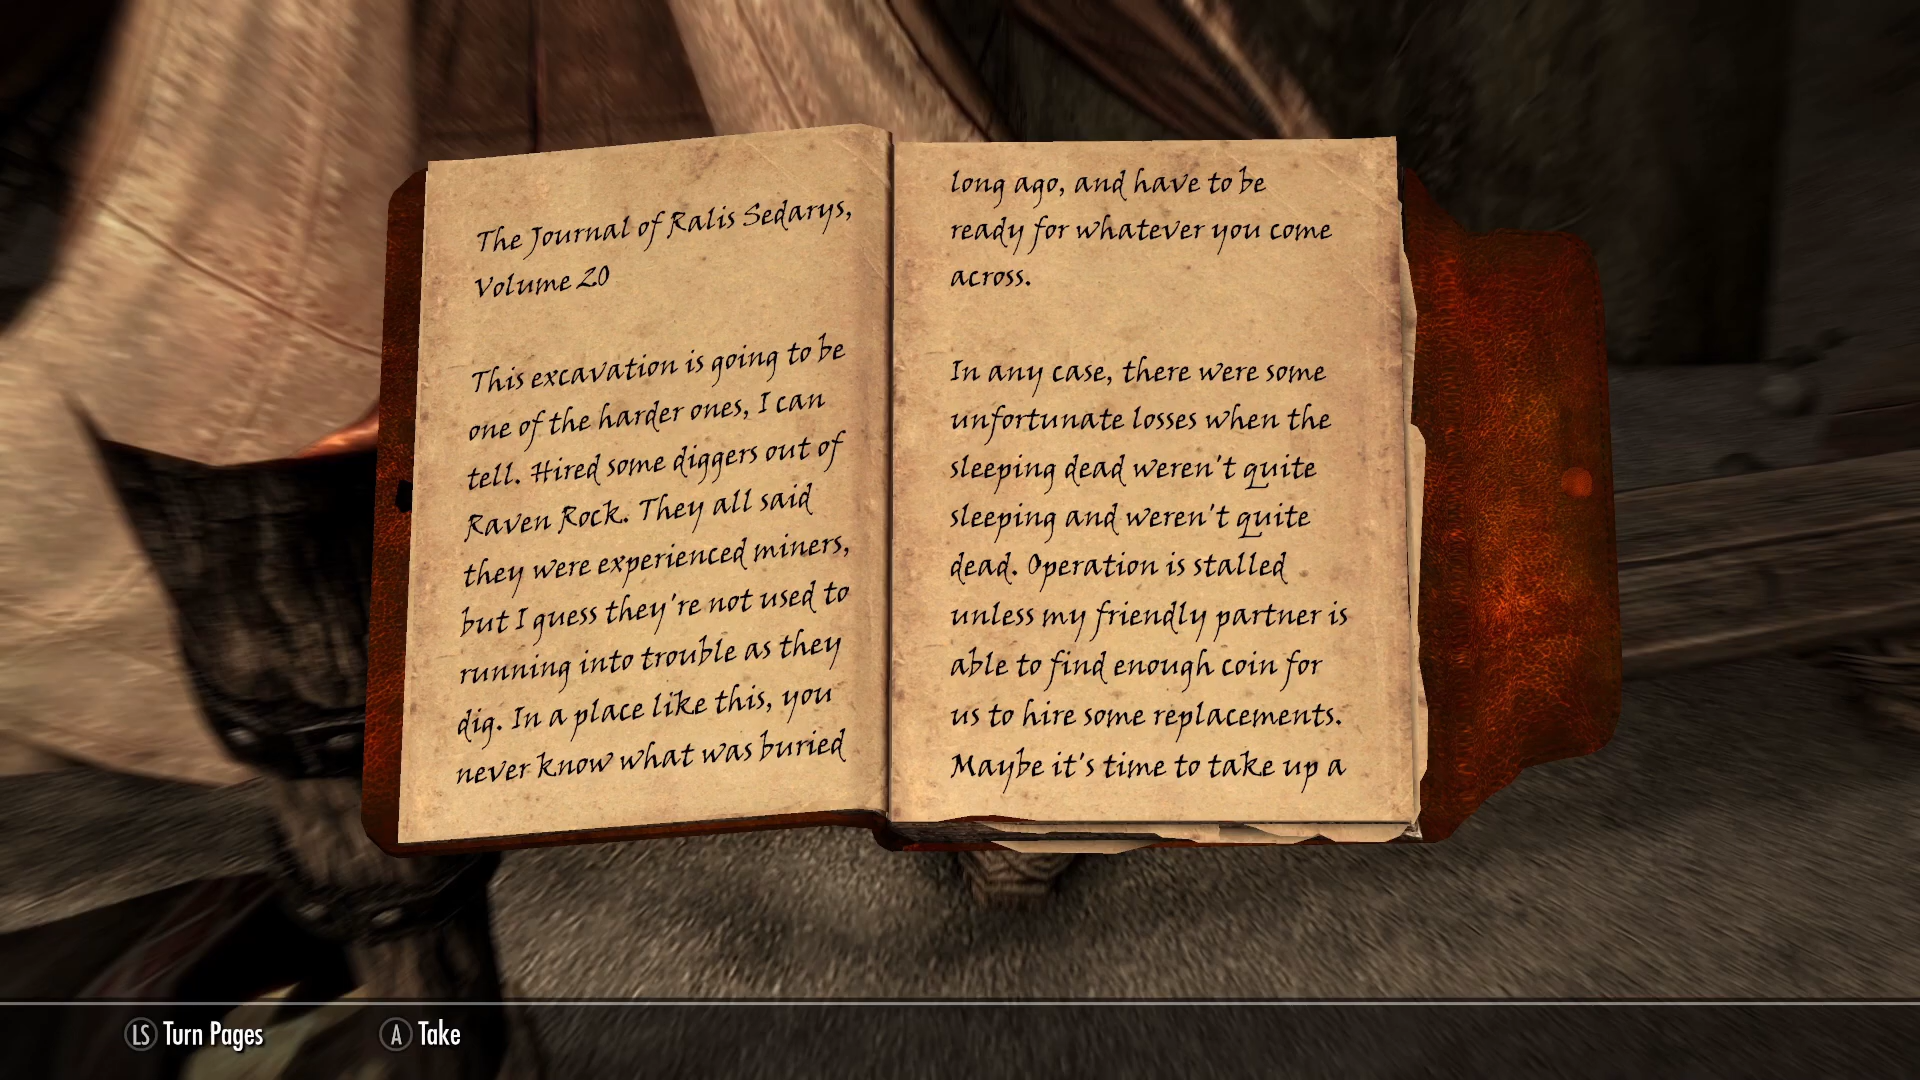 The Journal of Ralis Sedarys,
Volume 20
This excavation is going to be
one of the harder ones, I can
tell. Hired some diggers out of
Raven Rock. They all said
they were experienced miners,
but I guess they're not used to
running into trouble as they
dig. In a place like this, you
never know what was buried
long ago, and have to be
ready for whatever you come
across.
In any case, there were some
unfortunate losses when the
sleeping dead weren't quite
sleeping and weren't quite
dead. Operation is stalled
unless my friendly partner is
able to find enough coin for
us to hire some replacements.
Maybe it's time to take up a
LS Turn Pages
A Take